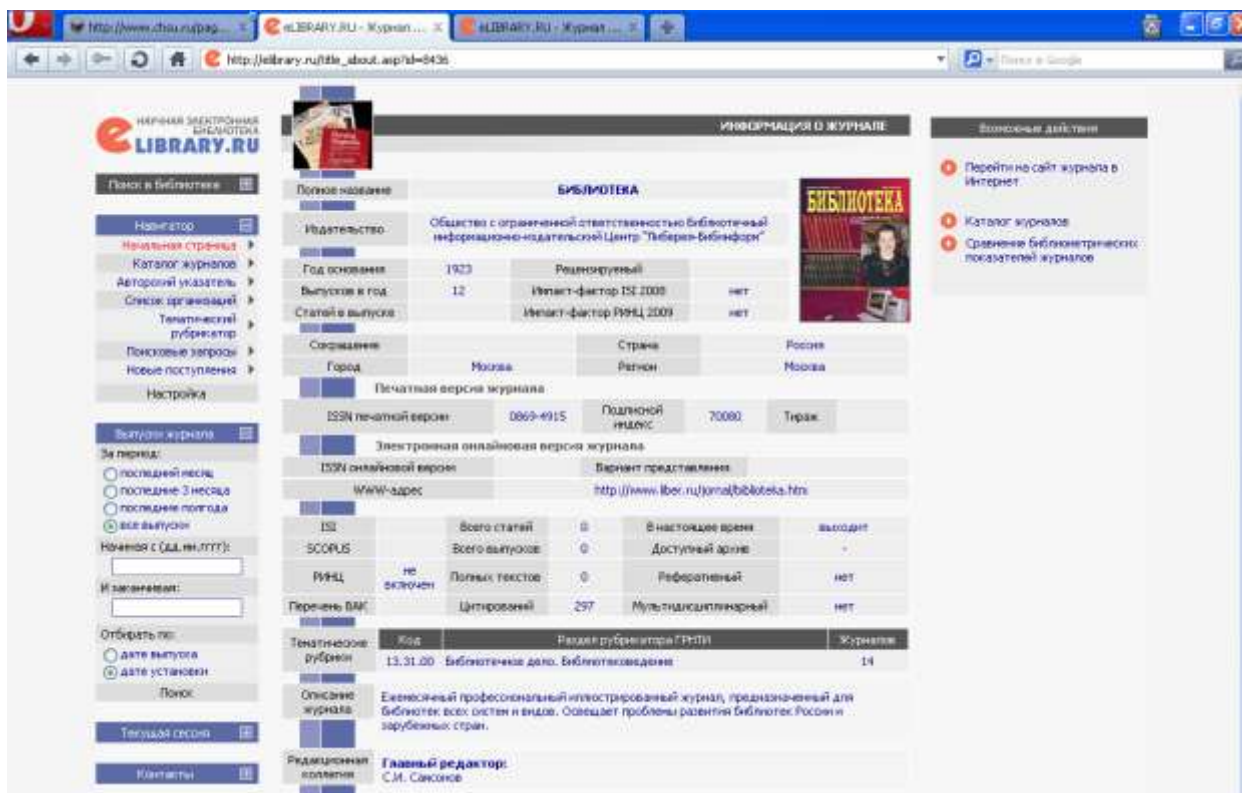 http://www.chsu.ru/pag...
eLIBRARY.RU - Журнал ...
eLIBRARY.RU - Журнал ...
http://elibrary.ru/title_about.asp?id=8436
Поиск в Google
НАУЧНАЯ ЭЛЕКТРОННАЯ
БИБЛИОТЕКА
LIBRARY.RU
ИНФОРМАЦИЯ О ЖУРНАЛЕ
Возможные действия
Перейти на сайт журнала в
Интернет
Каталог журналов
Сравнение библиометрических
показателей журналов
Поиск в библиотеке
Навигатор
Начальная страница
Каталог журналов
Авторский указатель
Список организаций
Тематический
рубрикатор
Поисковые запросы
Новые поступления
Настройка
Выпуски журнала
За период:
последний месяц
последние 3 месяца
последние полгода
все выпуски
Начиная с (дд.мм.гггг):
И заканчивая:
Отбирать по:
дате выпуска
дате установки
Поиск
Текущая сессия
Контакты
Полное название БИБЛИОТЕКА
БИБЛИОТЕКА
Издательство Общество с ограниченной ответственностью Библиотечный
информационно-издательский Центр "Либерея-Бибинформ"
Год основания 1923 Рецензируемый
Выпусков в год 12 Импакт-фактор ISI 2008 нет
Статей в выпуске Импакт-фактор РИНЦ 2009 нет
Сокращение Страна Россия
Город Москва Регион Москва
Печатная версия журнала
ISSN печатной версии 0869-4915 Подписной индекс 70080 Тираж
Электронная онлайновая версия журнала
ISSN онлайновой версии Вариант представления
WWW-адрес http://www.liber.ru/jornal/biblioteka.htm
ISI Всего статей 0 В настоящее время выходит
SCOPUS Всего выпусков 0 Доступный архив -
РИНЦ не включен Полных текстов 0 Реферативный нет
Перечень ВАК Цитирований 297 Мультидисциплинарный нет
Тематические рубрики Код Раздел рубрикатора ГРНТИ Журналов
13.31.00 Библиотечное дело. Библиотековедение 14
Описание журнала Ежемесячный профессиональный иллюстрированный журнал, предназначенный для
библиотек всех систем и видов. Освещает проблемы развития библиотек России и
зарубежных стран.
Редакционная коллегия Главный редактор:
С.И. Самсонов